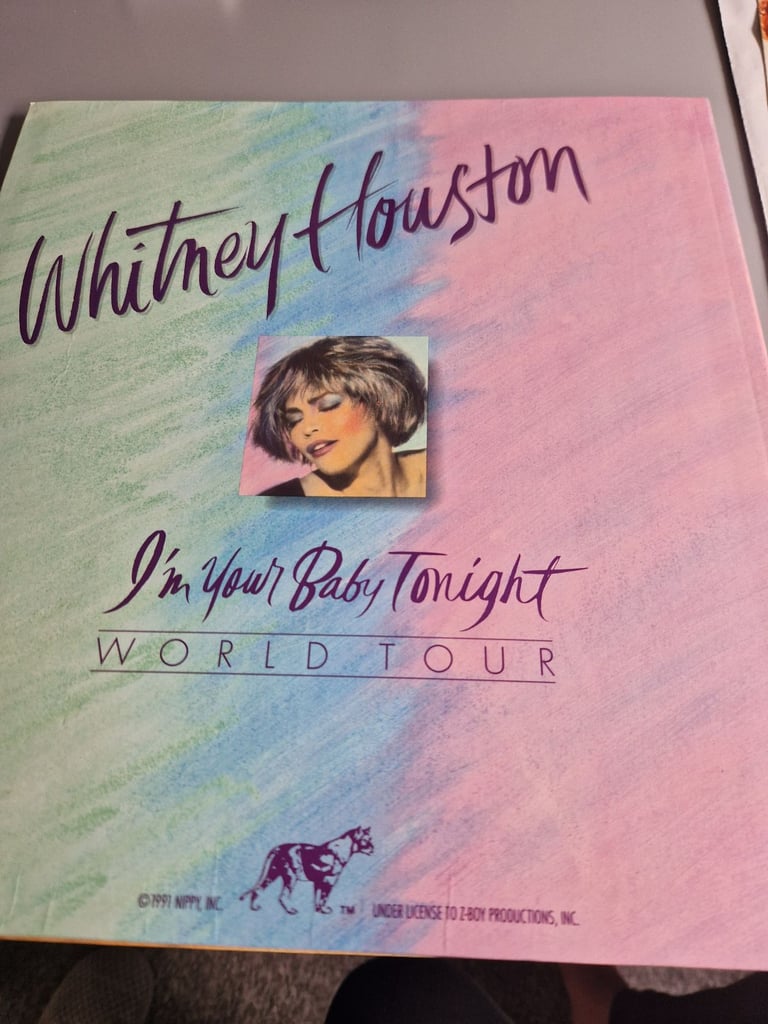 Whitney Houston
I'm Your Baby Tonight
WORLD TOUR
©1991 NIPPY, INC.
TM UNDER LICENSE TO Z-BOY PRODUCTIONS, INC.